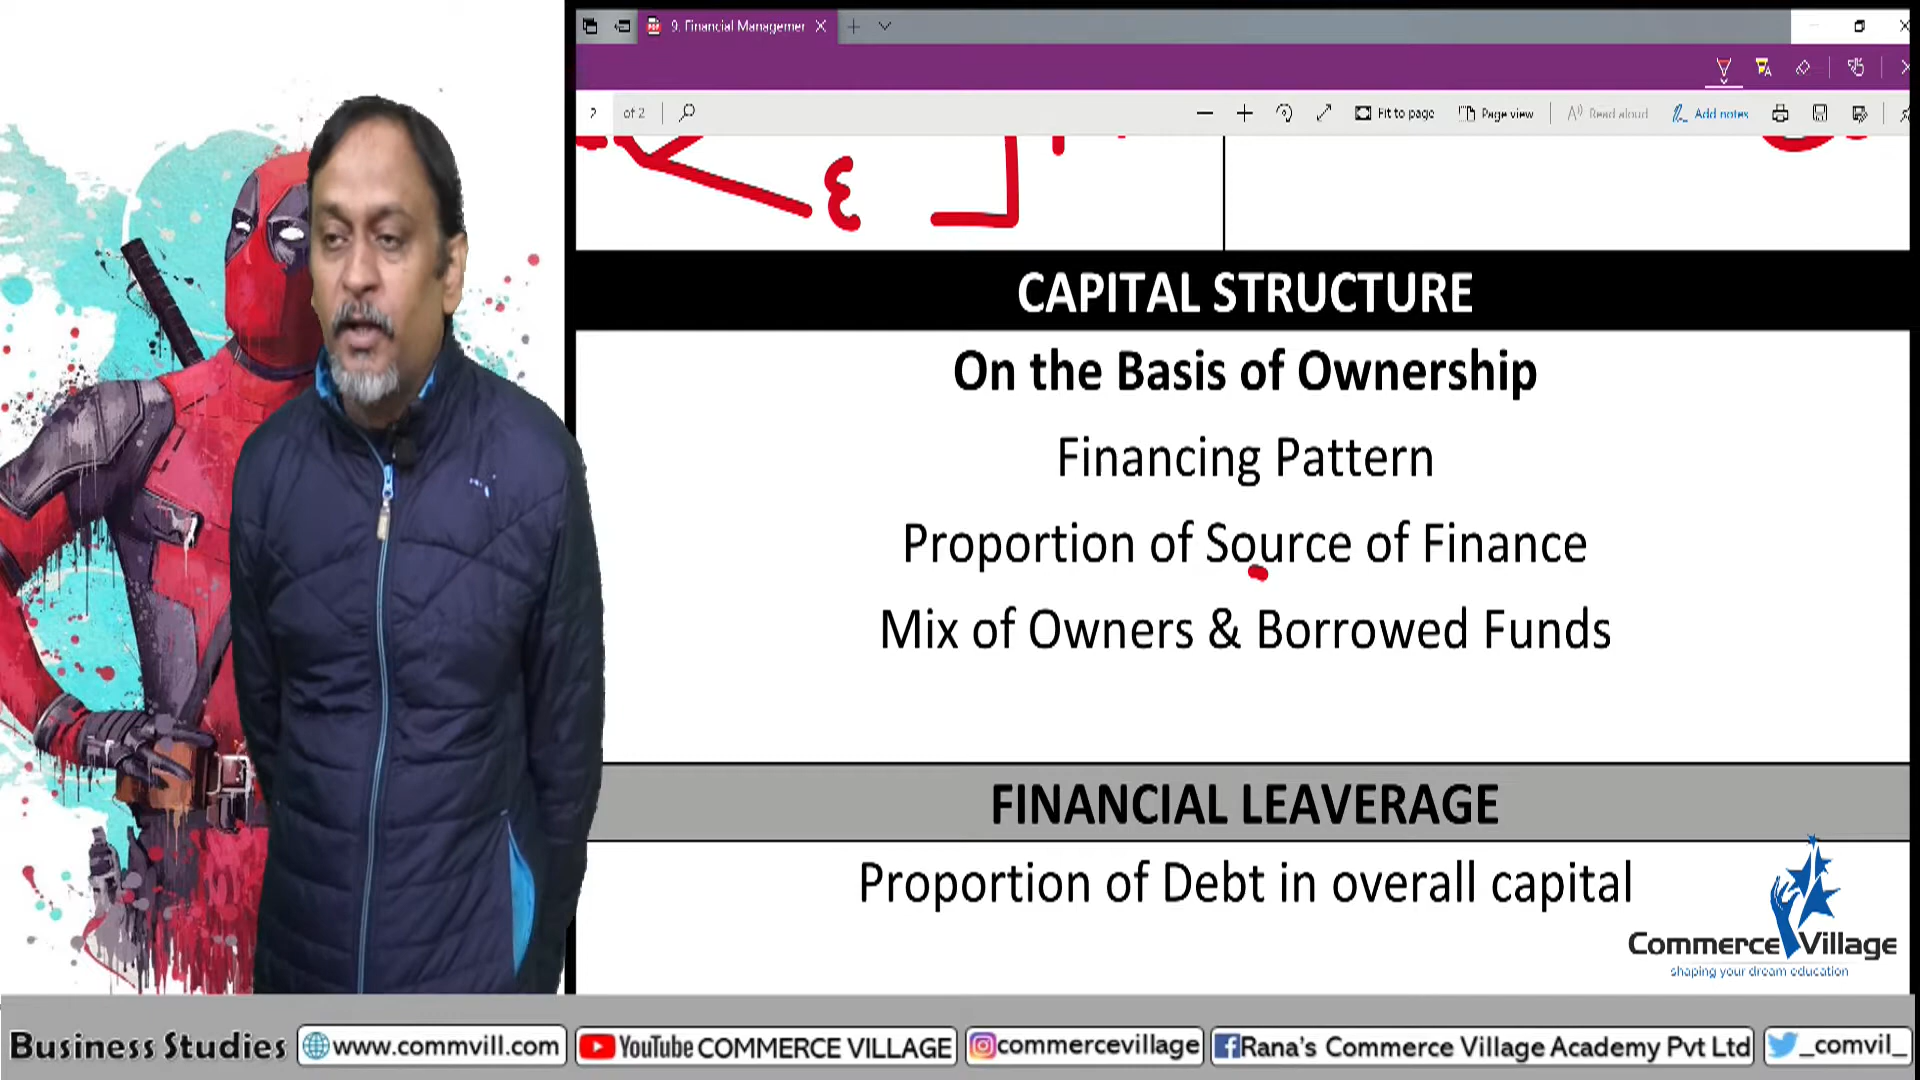 9. Financial Managemer
2 of 2
Fit to page
Page view
Read aloud
Add notes
CAPITAL STRUCTURE
On the Basis of Ownership
Financing Pattern
Proportion of Source of Finance
Mix of Owners & Borrowed Funds
FINANCIAL LEAVERAGE
Proportion of Debt in overall capital
Commerce Village
shaping your dream education
Business Studies
www.commvill.com
YouTube COMMERCE VILLAGE
commercevillage
Rana's Commerce Village Academy Pvt Ltd
_comvil_